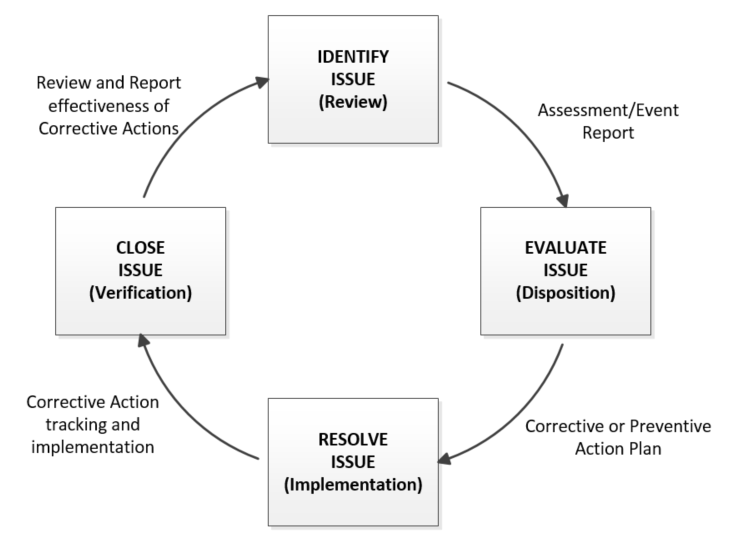 IDENTIFY
ISSUE
(Review)
Assessment/Event
Report
EVALUATE
ISSUE
(Disposition)
Corrective or Preventive
Action Plan
RESOLVE
ISSUE
(Implementation)
Corrective Action
tracking and
implementation
CLOSE
ISSUE
(Verification)
Review and Report
effectiveness of
Corrective Actions